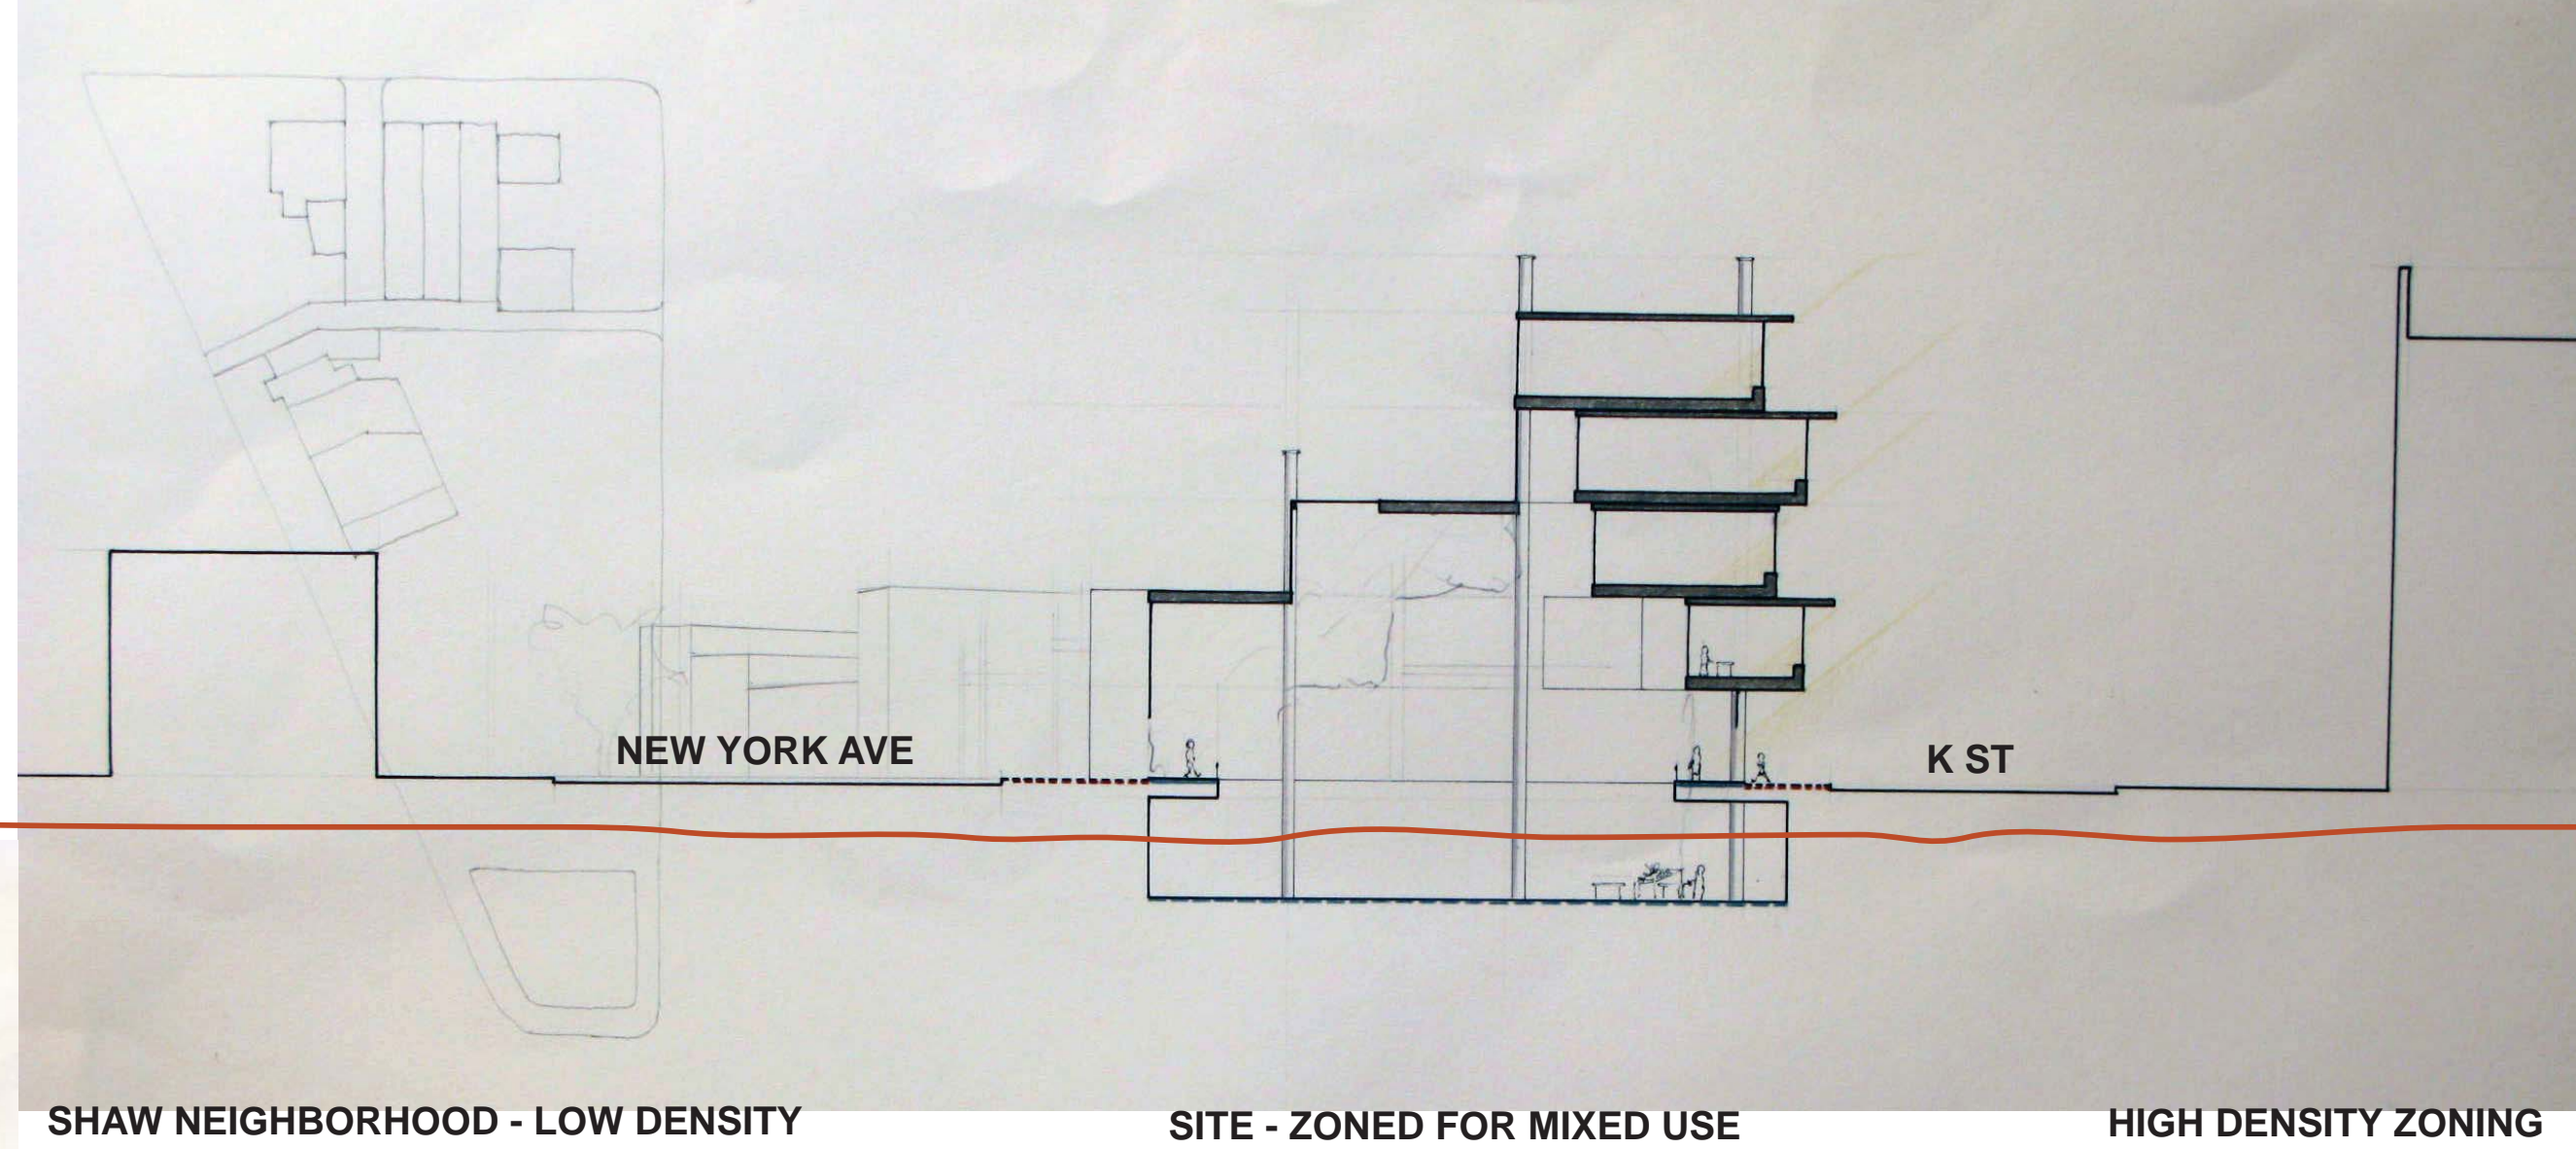 NEW YORK AVE
K ST
SHAW NEIGHBORHOOD - LOW DENSITY
SITE - ZONED FOR MIXED USE
HIGH DENSITY ZONING